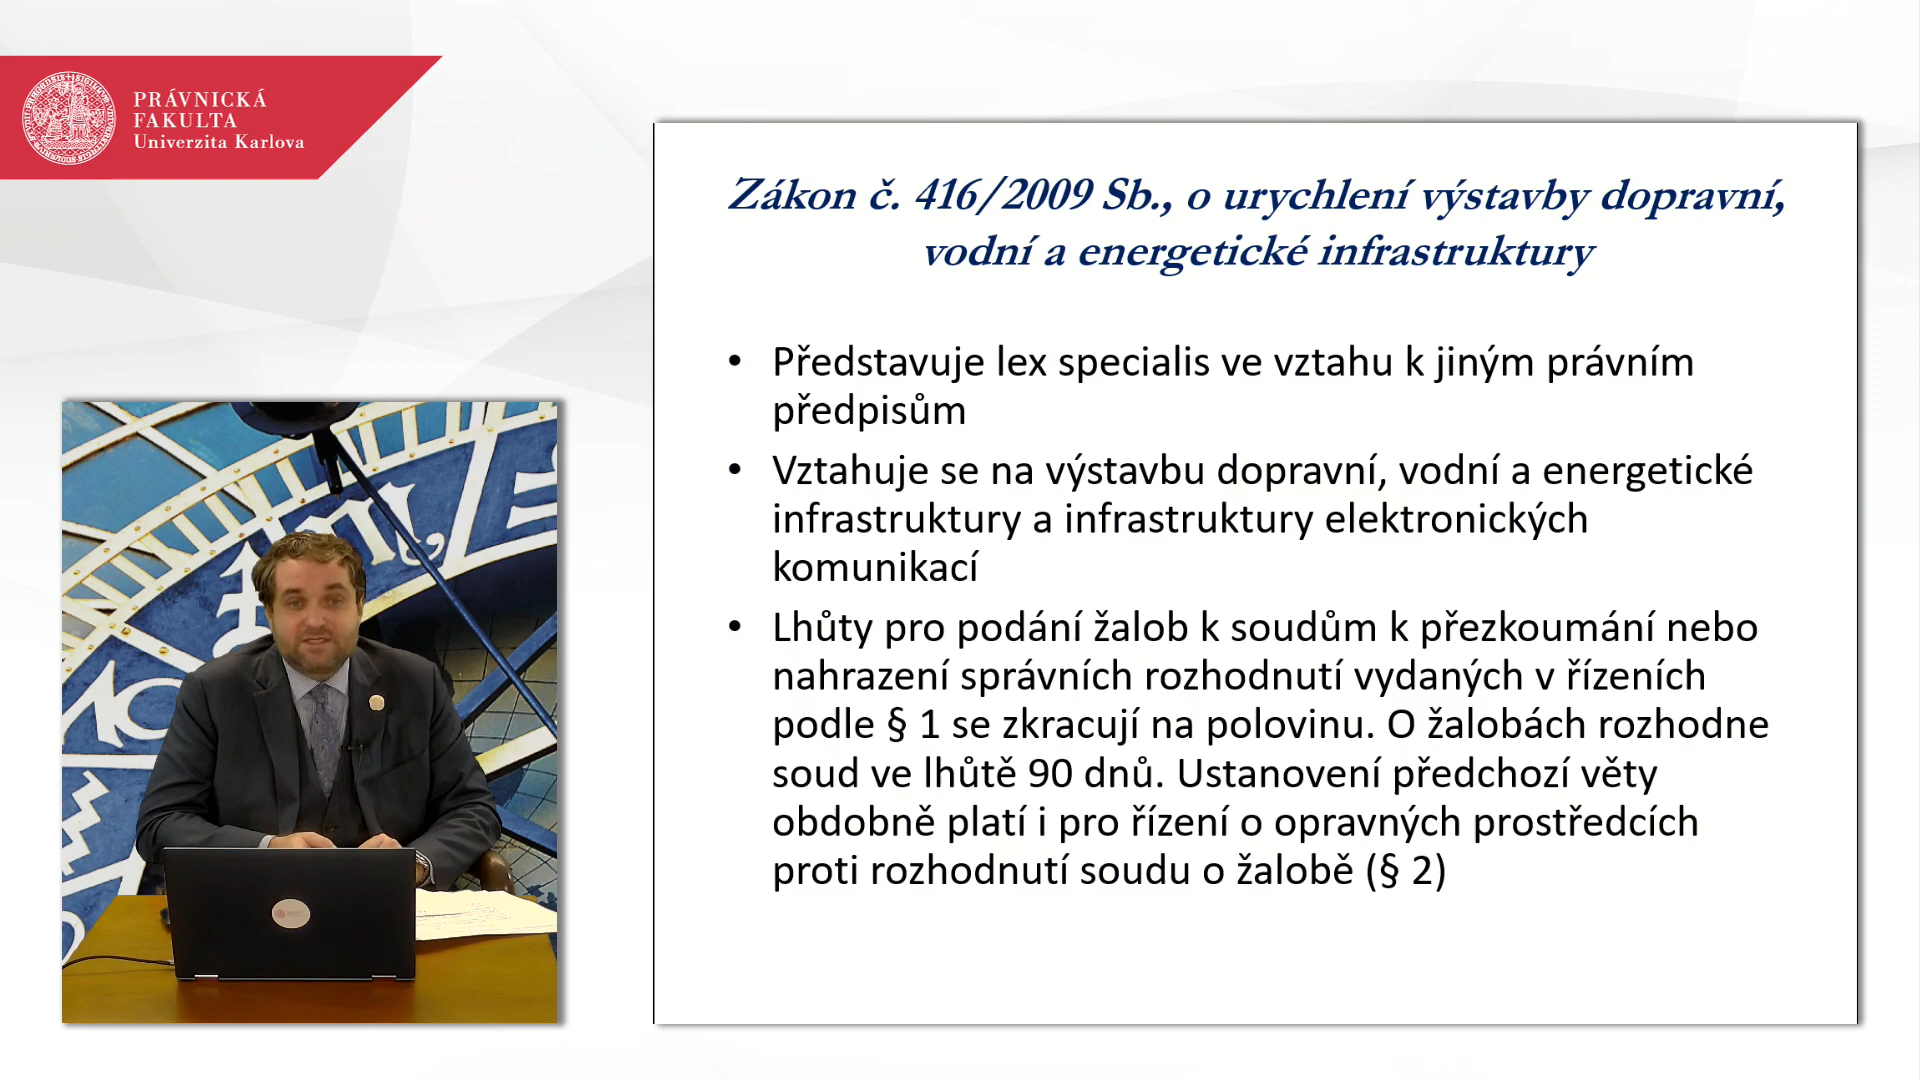 PRÁVNICKÁ
FAKULTA
Univerzita Karlova
Zákon č. 416/2009 Sb., o urychlení výstavby dopravní,
vodní a energetické infrastruktury
• Představuje lex specialis ve vztahu k jiným právním
předpisům
• Vztahuje se na výstavbu dopravní, vodní a energetické
infrastruktury a infrastruktury elektronických
komunikací
• Lhůty pro podání žalob k soudům k přezkoumání nebo
nahrazení správních rozhodnutí vydaných v řízeních
podle § 1 se zkracují na polovinu. O žalobách rozhodne
soud ve lhůtě 90 dnů. Ustanovení předchozí věty
obdobně platí i pro řízení o opravných prostředcích
proti rozhodnutí soudu o žalobě (§ 2)